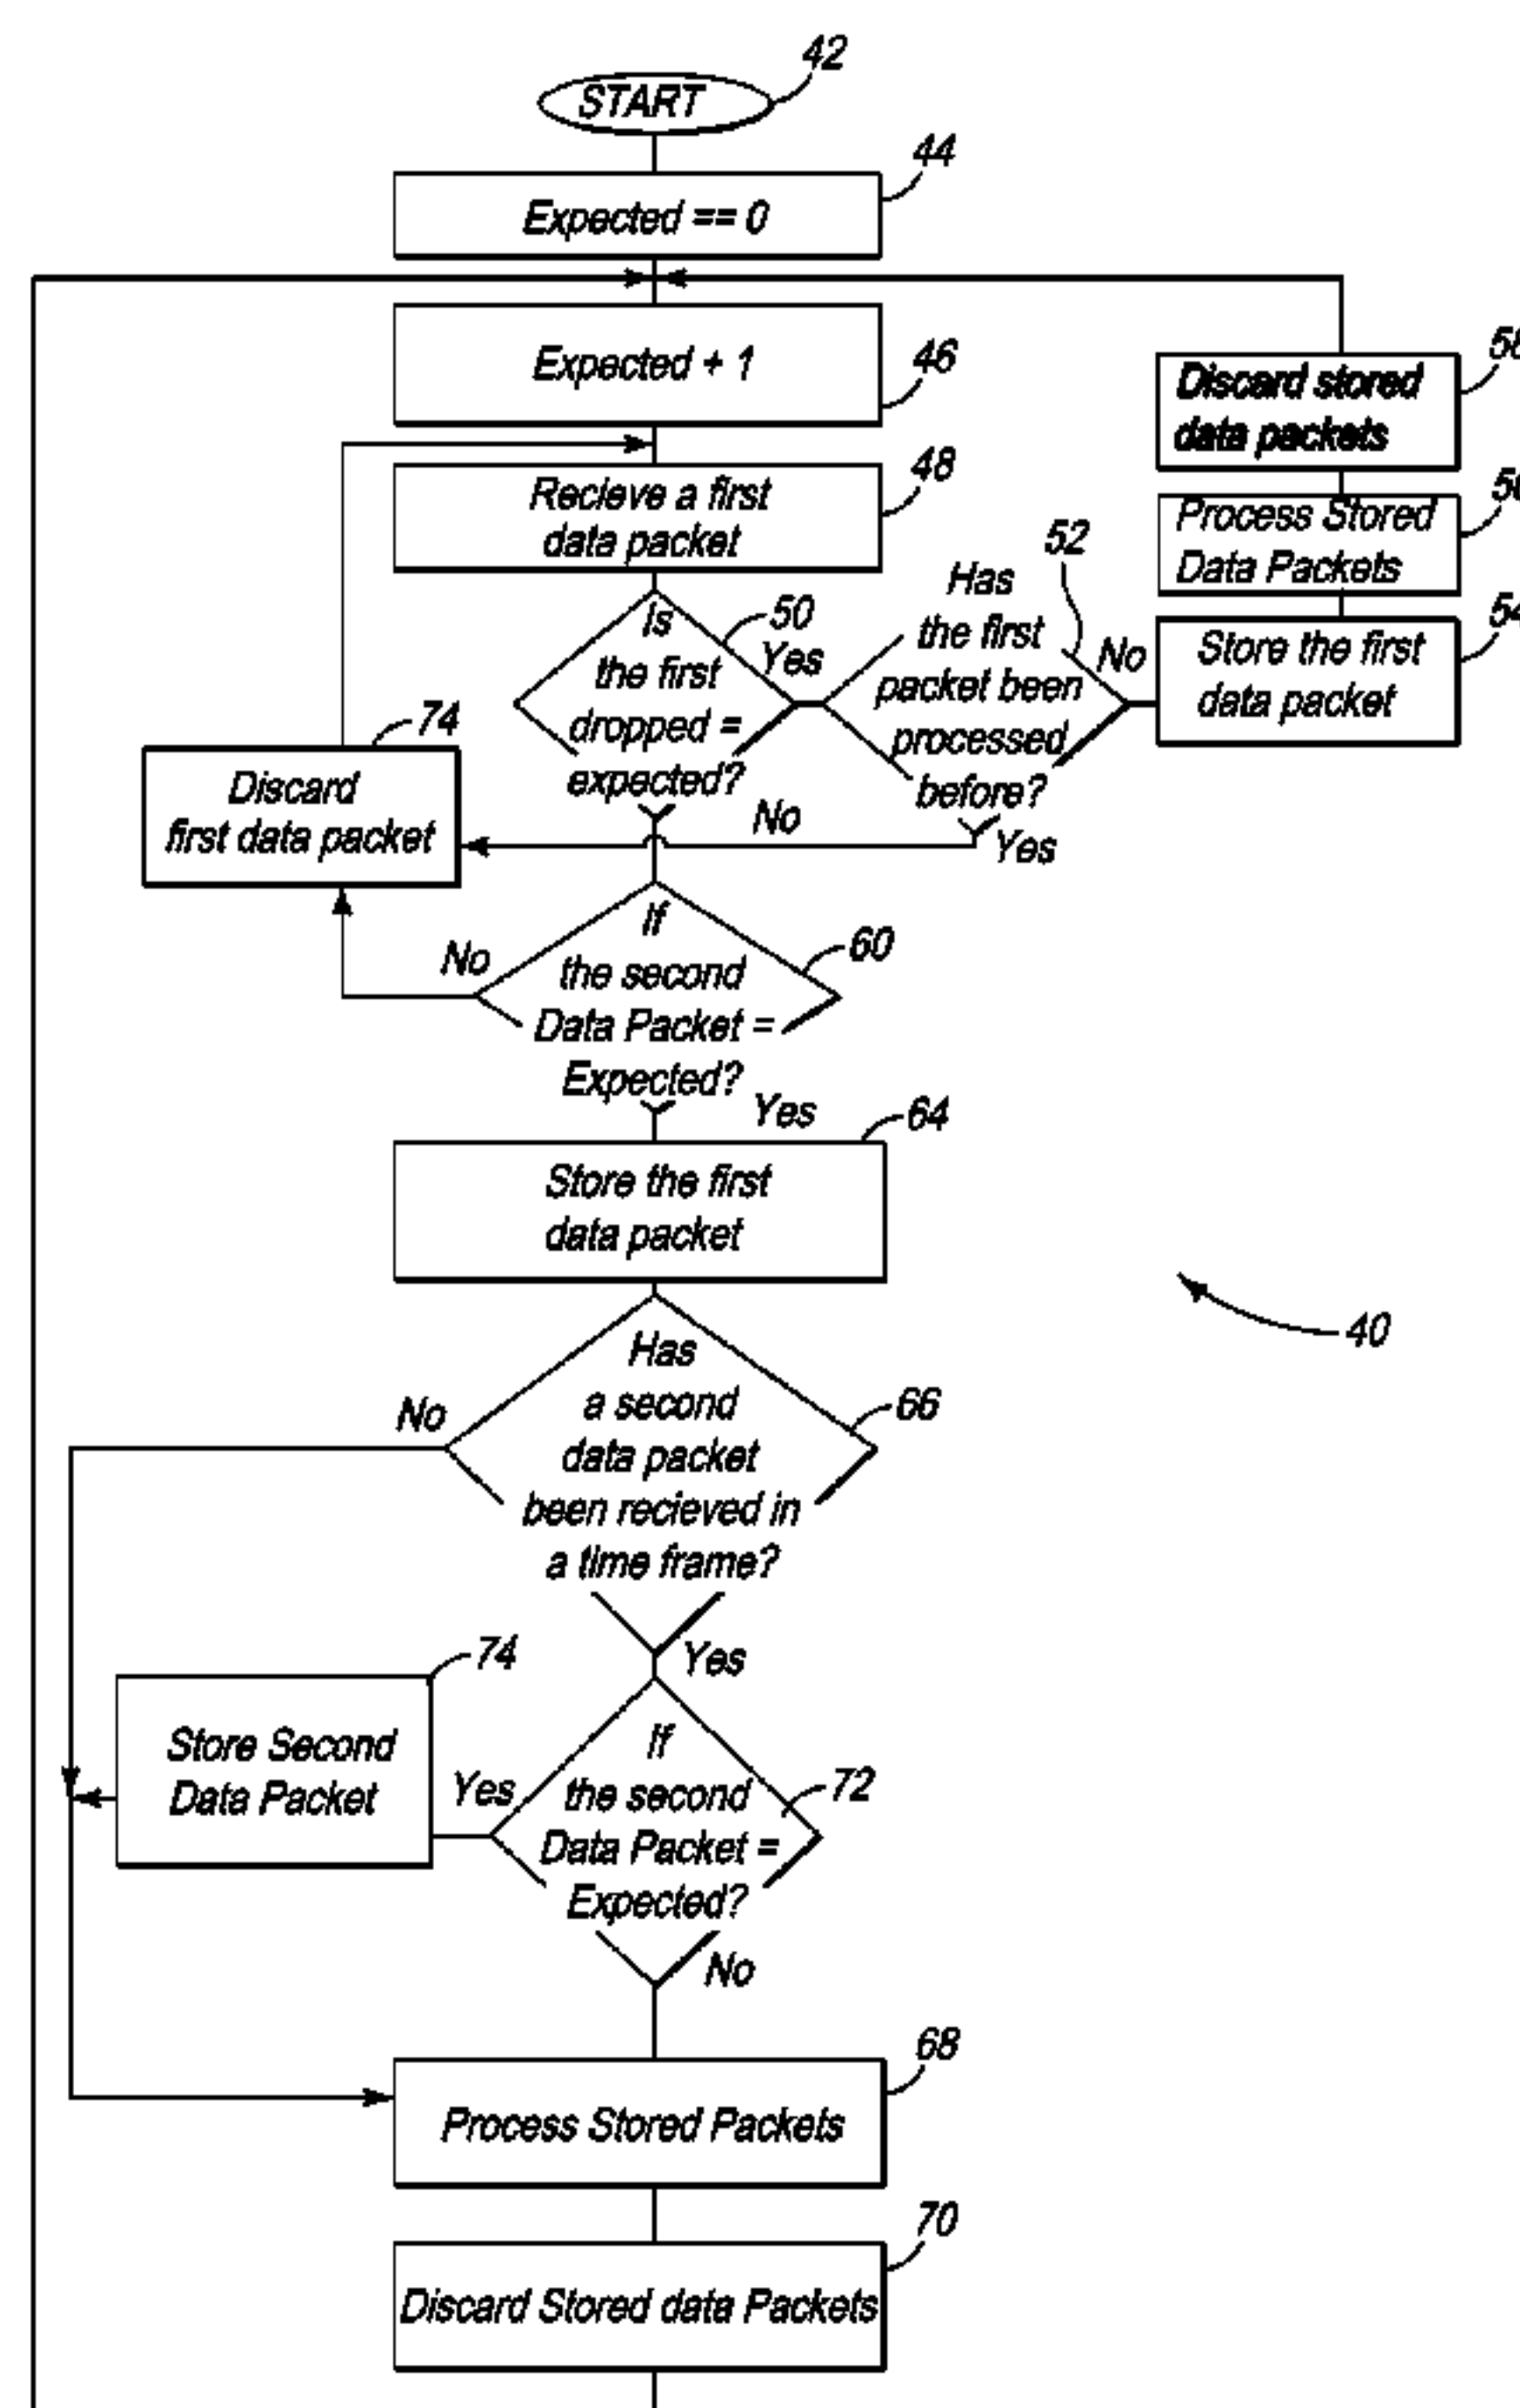 42
START
44
Expected == 0
Expected + 1
46
58
Discard stored
data packets
48
Recieve a first
data packet
Process Stored
Data Packets
52
50
Is
the first
dropped =
expected?
Yes
Has
the first
packet been
processed
before?
No
54
Store the first
data packet
74
Discard
first data packet
No
Yes
If
the second
Data Packet =
Expected?
60
No
Yes
64
Store the first
data packet
40
Has
a second
data packet
been recieved in
a time frame?
66
No
Yes
74
Store Second
Data Packet
Yes
If
the second
Data Packet =
Expected?
72
No
68
Process Stored Packets
70
Discard Stored data Packets